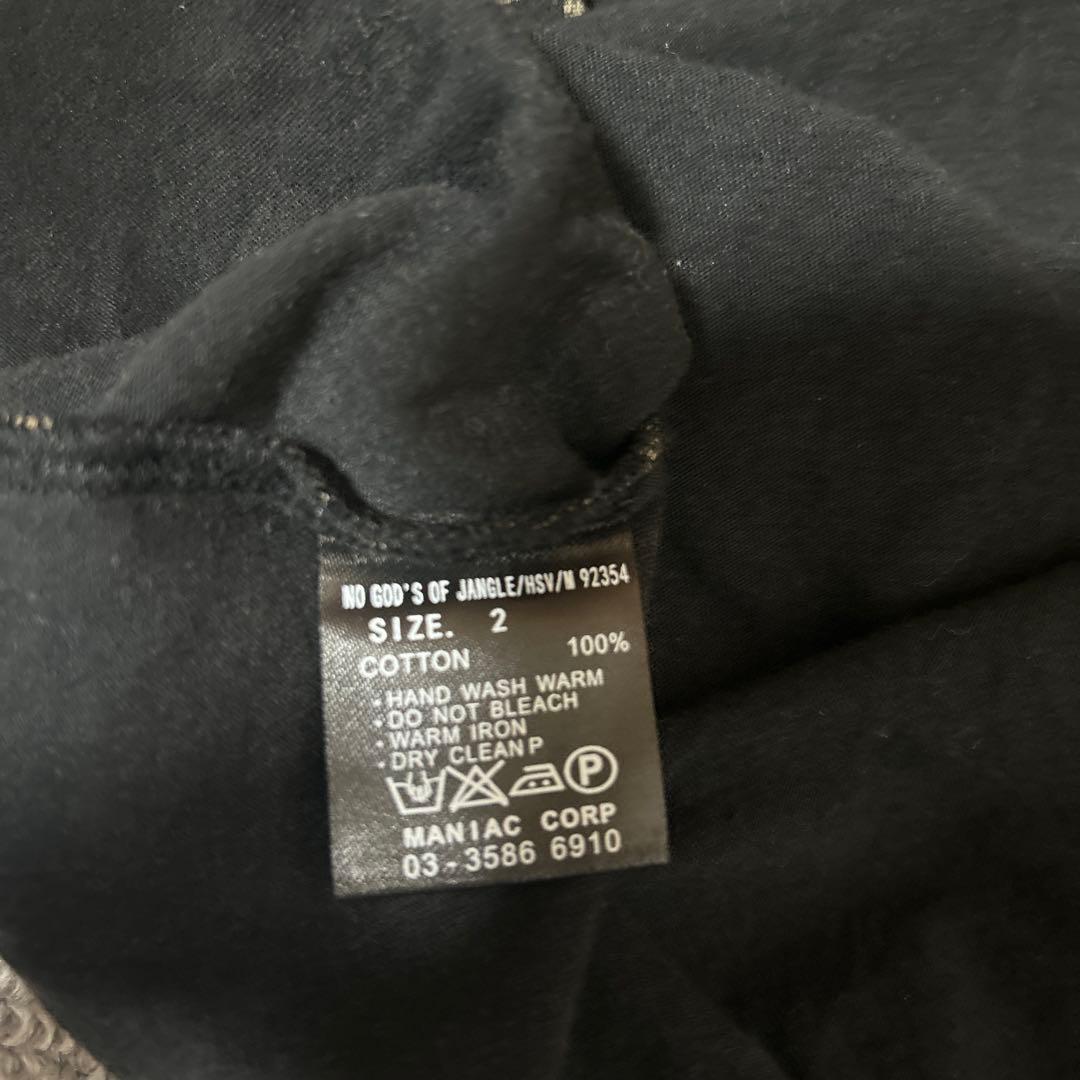 NO GOD'S OF JANGLE/HSV/M 92354
SIZE. 2
COTTON 100%
・HAND WASH WARM
・DO NOT BLEACH
・WARM IRON
・DRY CLEAN P
P
MANIAC CORP
03-3586 6910